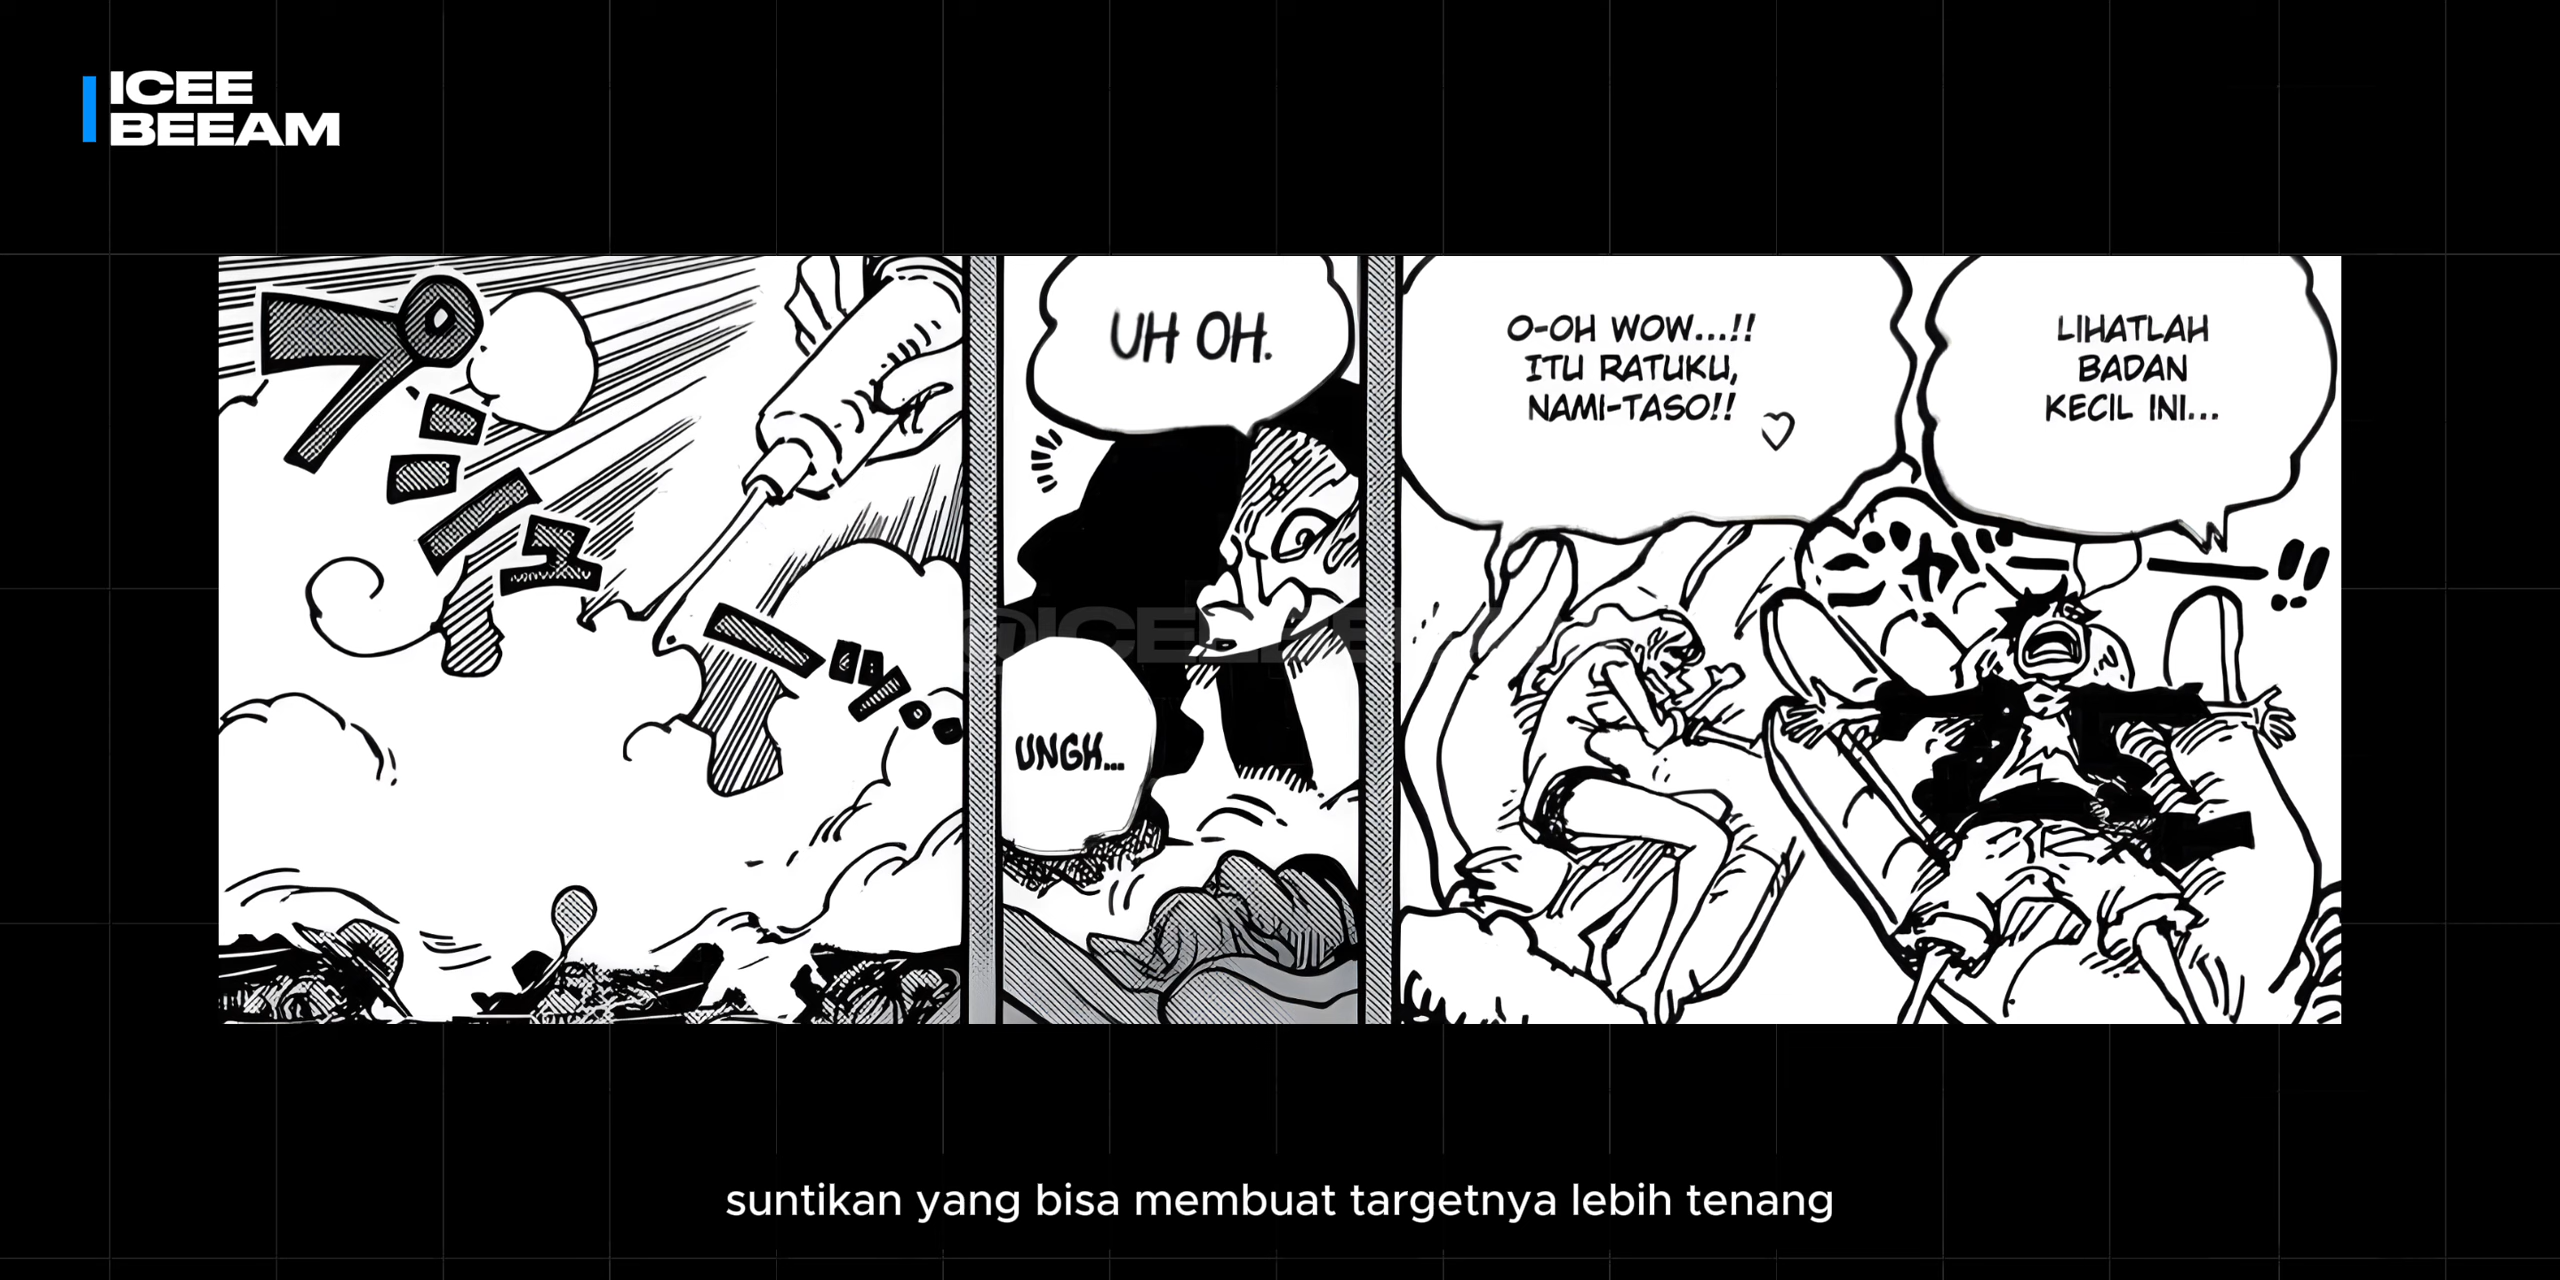 ICEE
BEEAM
UH OH.
UNGH...
O-OH WOW...!!
ITU RATUKU,
NAMI-TASO!!
LIHATLAH
BADAN
KECIL INI...
suntikan yang bisa membuat targetnya lebih tenang